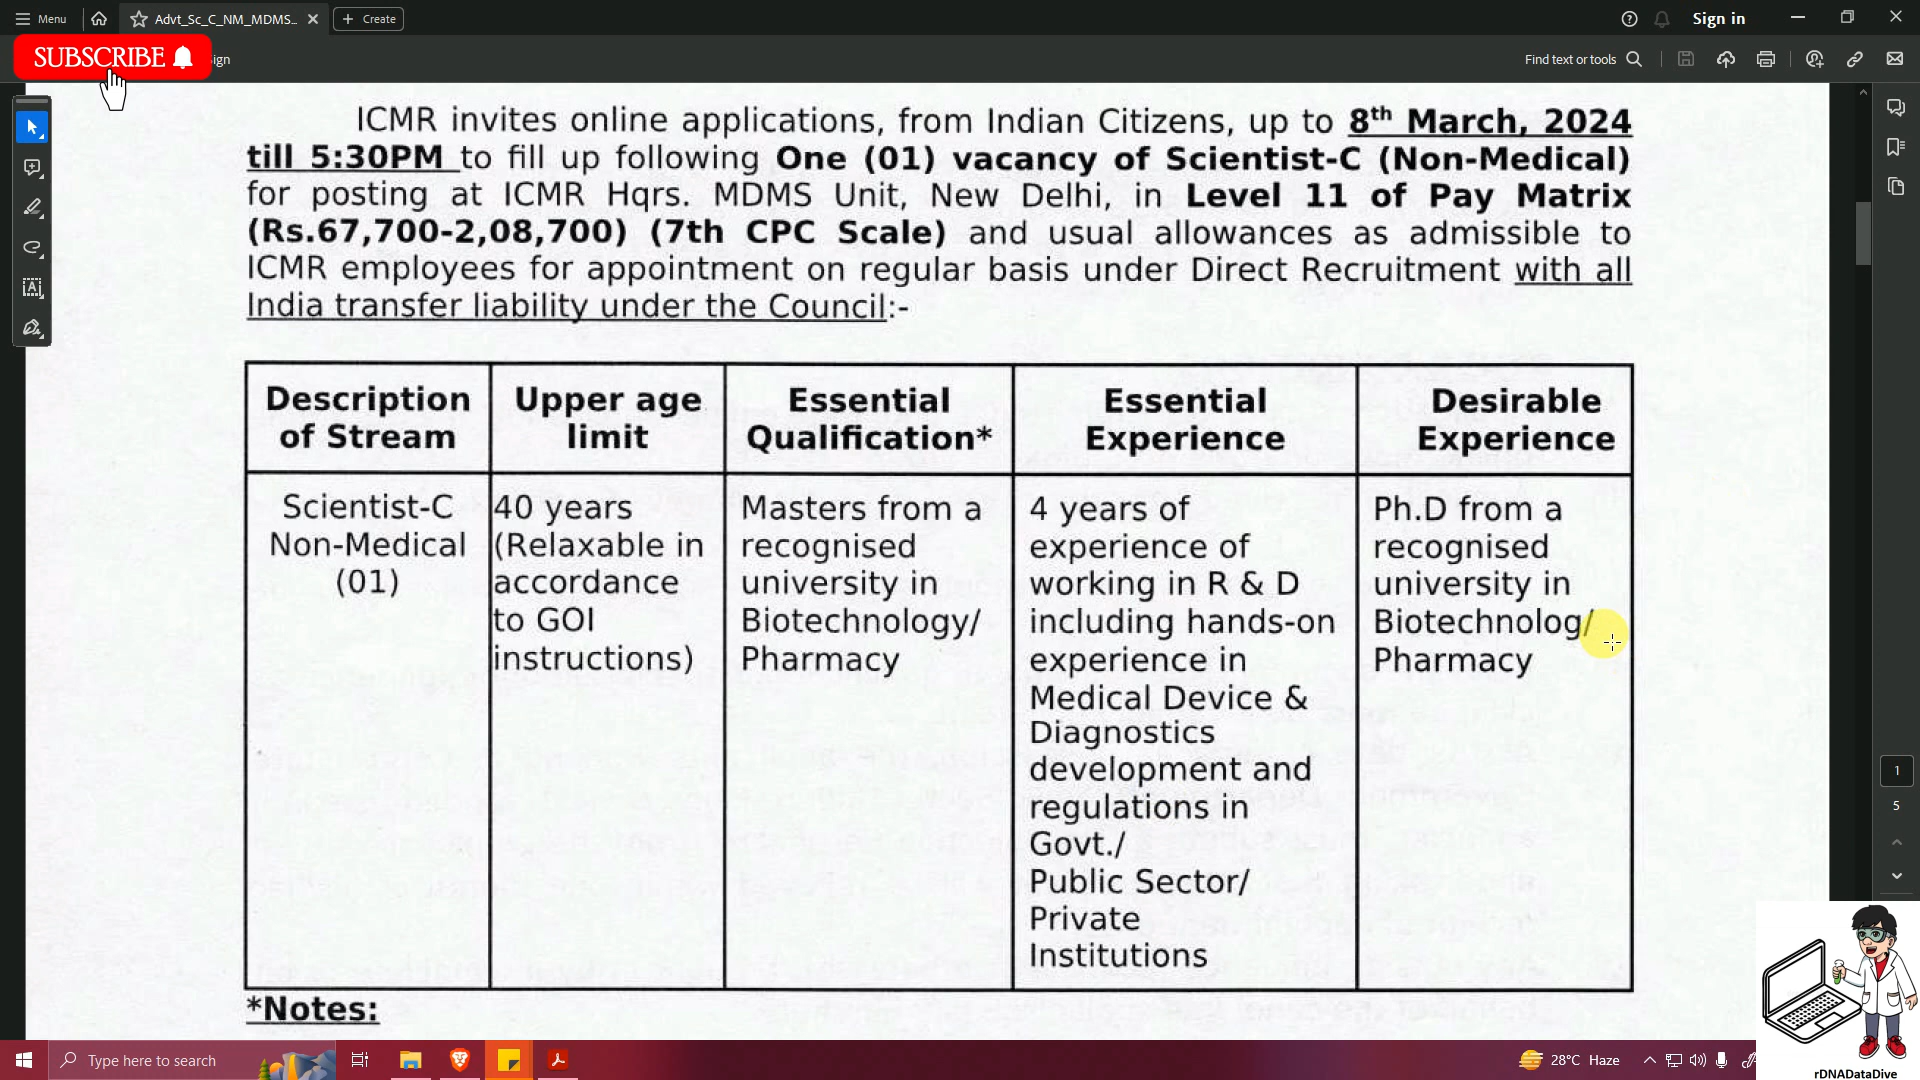 Menu
Advt_Sc_C_NM_MDMS...
Create
Sign in
SUBSCRIBE
ign
Find text or tools
ICMR invites online applications, from Indian Citizens, up to 8th March, 2024
till 5:30PM to fill up following One (01) vacancy of Scientist-C (Non-Medical)
for posting at ICMR Hqrs. MDMS Unit, New Delhi, in Level 11 of Pay Matrix
(Rs.67,700-2,08,700) (7th CPC Scale) and usual allowances as admissible to
ICMR employees for appointment on regular basis under Direct Recruitment with all
India transfer liability under the Council:-
Description
of Stream
Upper age
limit
Essential
Qualification*
Essential
Experience
Desirable
Experience
Scientist-C
Non-Medical
(01)
40 years
(Relaxable in
accordance
to GOI
instructions)
Masters from a
recognised
university in
Biotechnology/
Pharmacy
4 years of
experience of
working in R & D
including hands-on
experience in
Medical Device &
Diagnostics
development and
regulations in
Govt./
Public Sector/
Private
Institutions
Ph.D from a
recognised
university in
Biotechnolog/
Pharmacy
*Notes:
1
5
Type here to search
28°C Haze
rDNADataDive